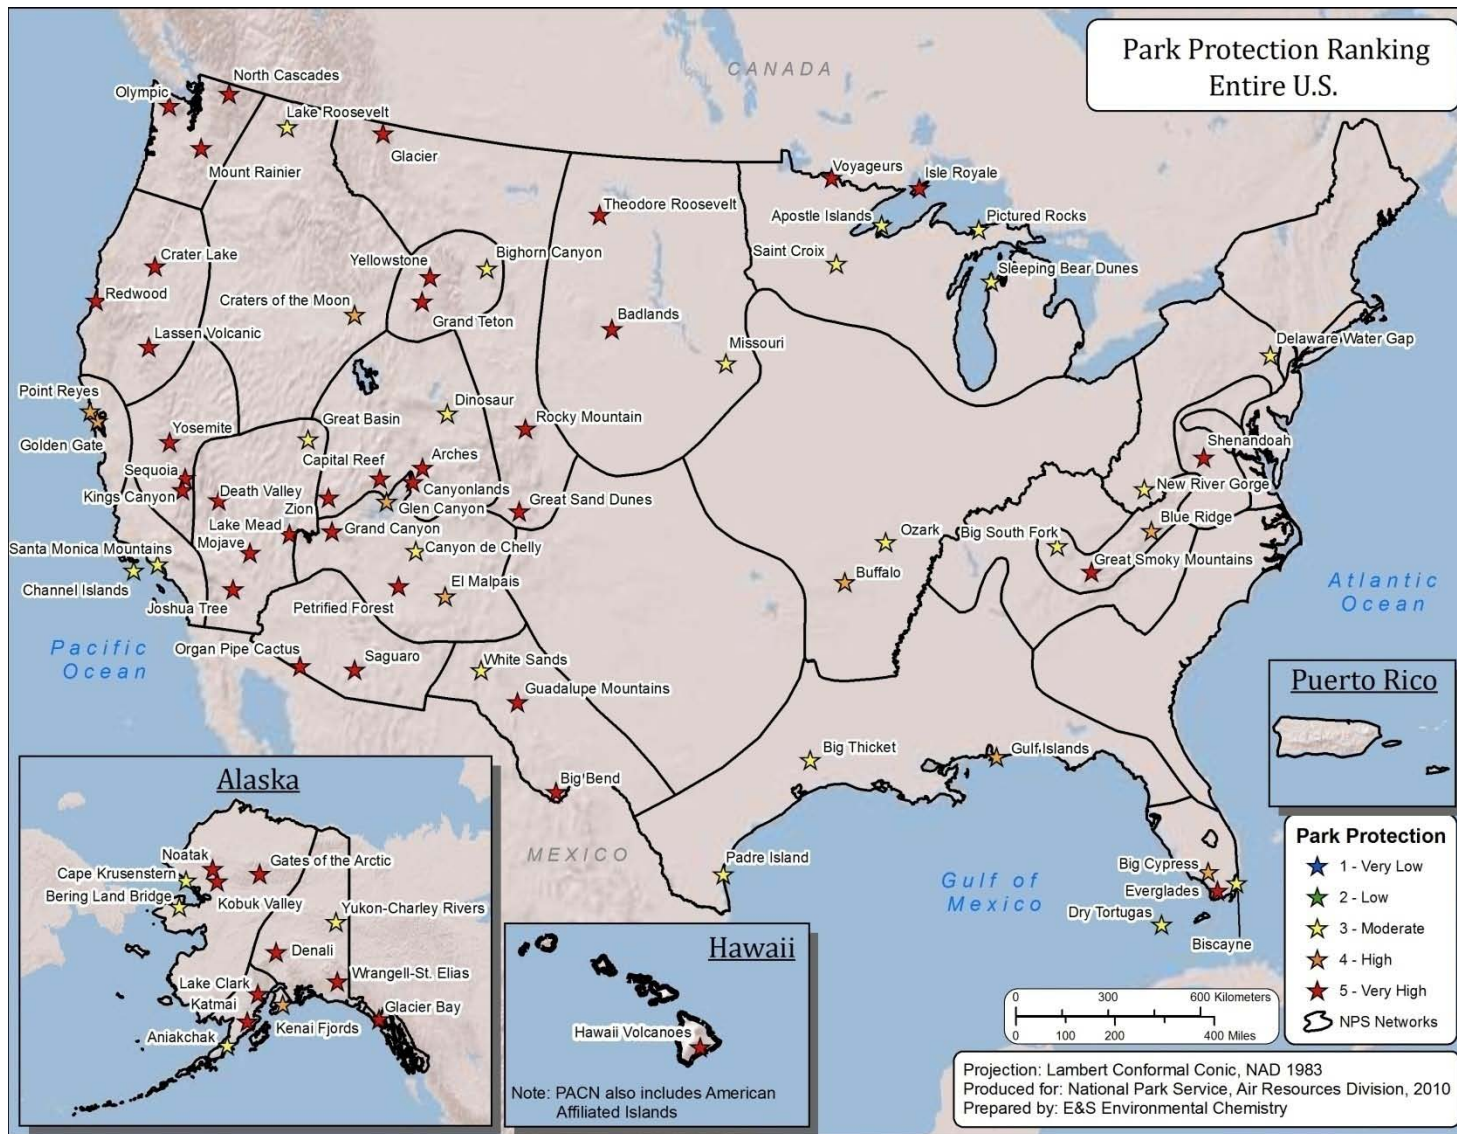 Park Protection Ranking
Entire U.S.
CANADA
North Cascades
Olympic
Lake Roosevelt
Glacier
Mount Rainier
Voyageurs
Isle Royale
Theodore Roosevelt
Apostle Islands
Pictured Rocks
Crater Lake
Yellowstone
Bighorn Canyon
Saint Croix
Sleeping Bear Dunes
Redwood
Craters of the Moon
Grand Teton
Badlands
Lassen Volcanic
Missouri
Delaware Water Gap
Point Reyes
Dinosaur
Great Basin
Rocky Mountain
Yosemite
Golden Gate
Shenandoah
Capital Reef
Arches
Sequoia
Kings Canyon
Canyonlands
New River Gorge
Death Valley
Zion
Glen Canyon
Great Sand Dunes
Blue Ridge
Lake Mead
Grand Canyon
Ozark
Big South Fork
Mojave
Santa Monica Mountains
Canyon de Chelly
Great Smoky Mountains
Channel Islands
El Malpais
Buffalo
Joshua Tree
Petrified Forest
Atlantic
Ocean
Pacific
Ocean
Organ Pipe Cactus
Saguaro
White Sands
Guadalupe Mountains
Puerto Rico
Big Thicket
Gulf Islands
Big Bend
MEXICO
Padre Island
Gulf of
Mexico
Big Cypress
Everglades
Dry Tortugas
Biscayne
Alaska
Noatak
Gates of the Arctic
Cape Krusenstern
Bering Land Bridge
Kobuk Valley
Yukon-Charley Rivers
Denali
Lake Clark
Wrangell-St. Elias
Katmai
Glacier Bay
Aniakchak
Kenai Fjords
Hawaii
Hawaii Volcanoes
Note: PACN also includes American
Affiliated Islands
Park Protection
1 - Very Low
2 - Low
3 - Moderate
4 - High
5 - Very High
NPS Networks
0 300 600 Kilometers
0 100 200 400 Miles
Projection: Lambert Conformal Conic, NAD 1983
Produced for: National Park Service, Air Resources Division, 2010
Prepared by: E&S Environmental Chemistry